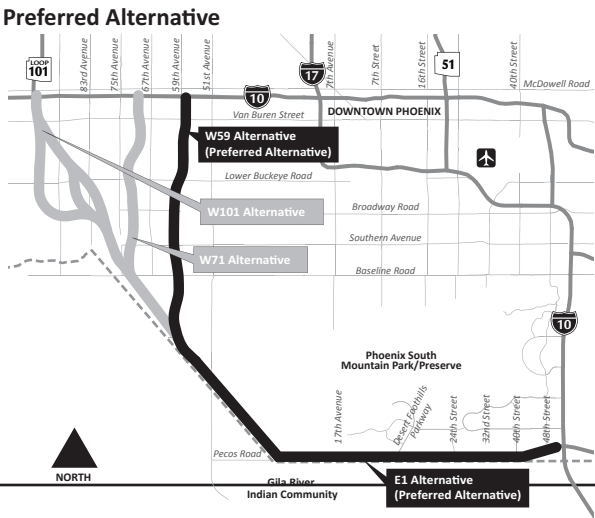 Preferred Alternative
LOOP
101
83rd Avenue
75th Avenue
67th Avenue
59th Avenue
51st Avenue
17
7th Avenue
7th Street
16th Street
51
40th Street
McDowell Road
10
Van Buren Street
DOWNTOWN PHOENIX
W59 Alternative
(Preferred Alternative)
Lower Buckeye Road
W101 Alternative
Broadway Road
Southern Avenue
W71 Alternative
Baseline Road
10
Phoenix South
Mountain Park/Preserve
17th Avenue
Desert Foothills
Parkway
24th Street
32nd Street
40th Street
48th Street
Pecos Road
NORTH
Gila River
Indian Community
E1 Alternative
(Preferred Alternative)